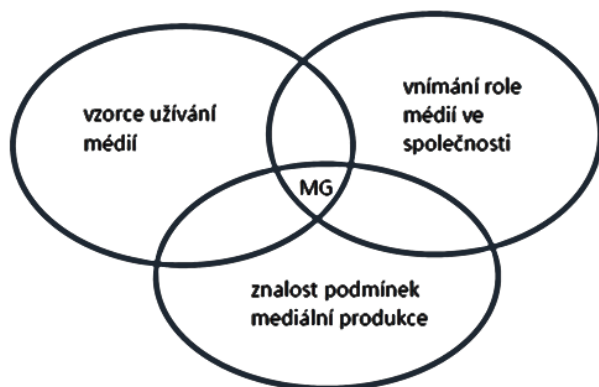 vzorce užívání
médií
vnímání role
médií ve
společnosti
MG
znalost podmínek
mediální produkce